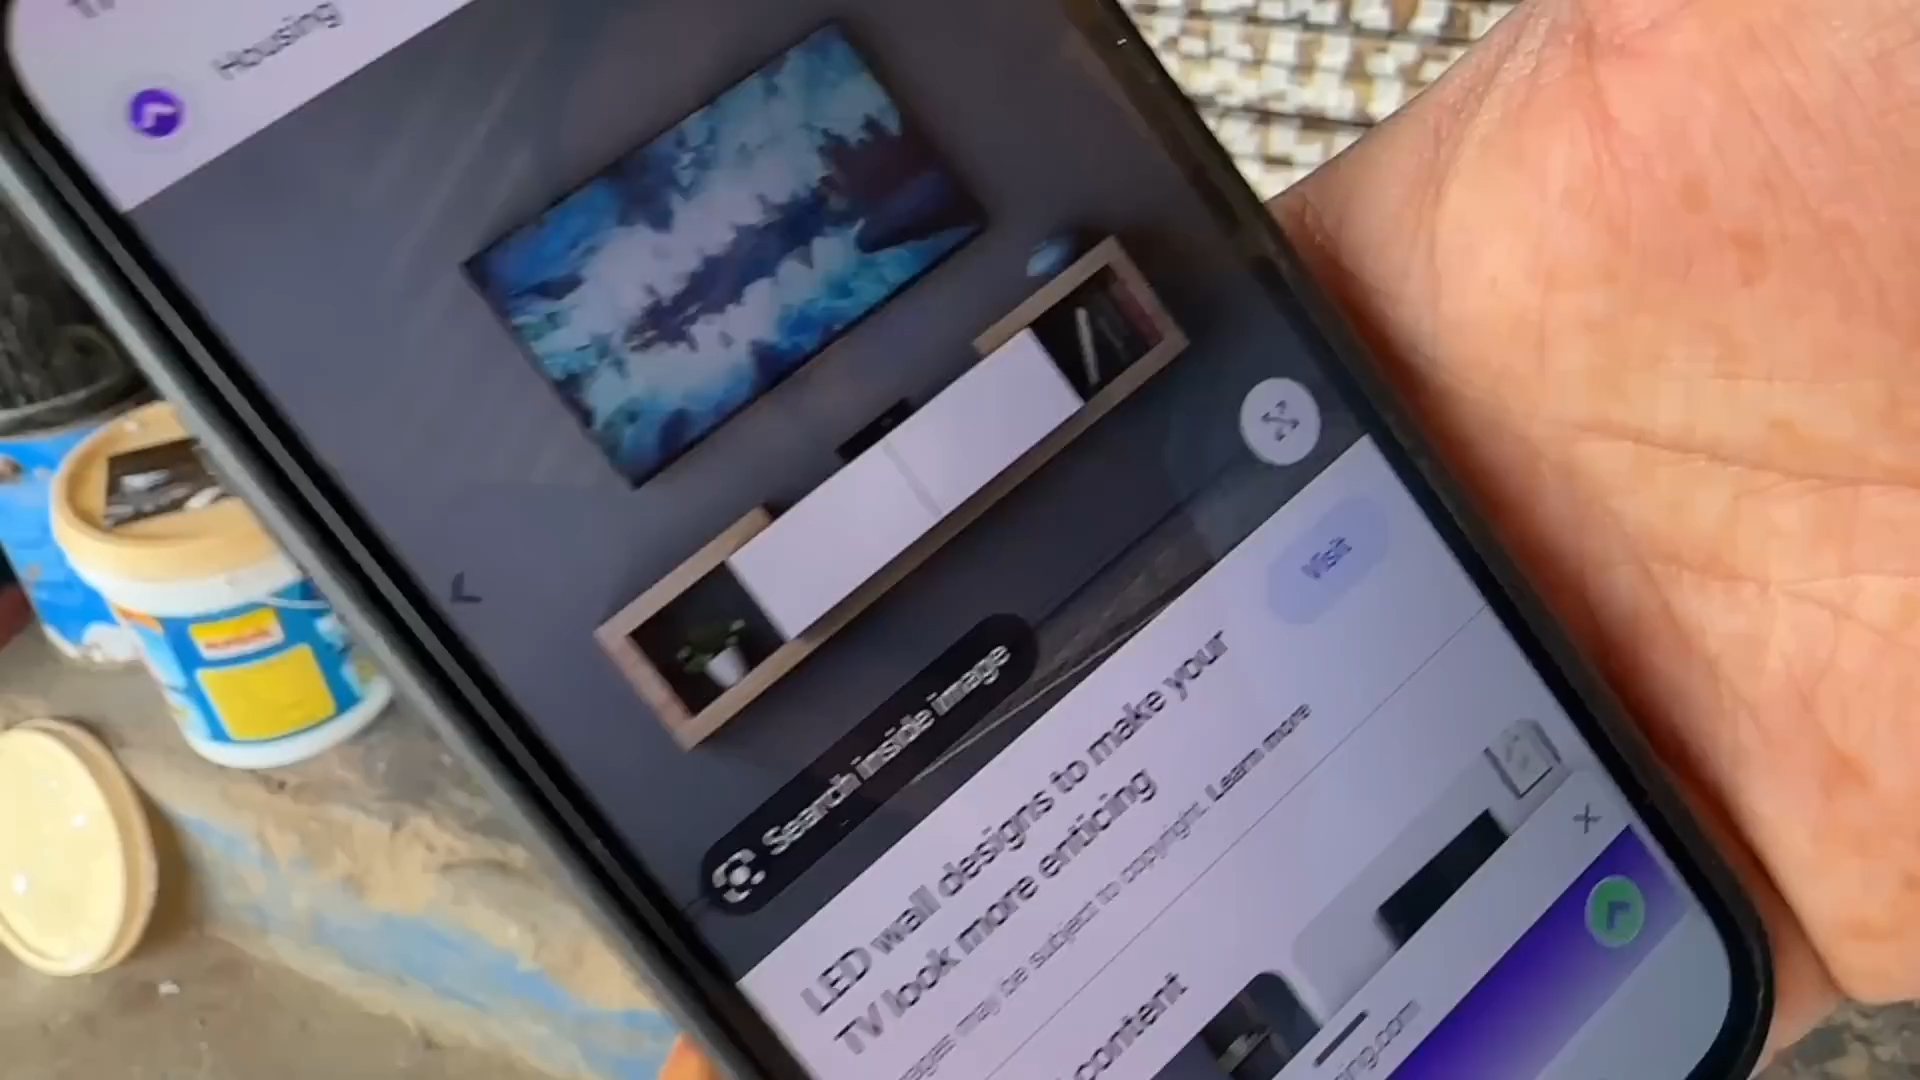 Housing
Search inside image
Visit
LED wall designs to make your
TV look more enticing
may be subject to copyright. Learn more
content